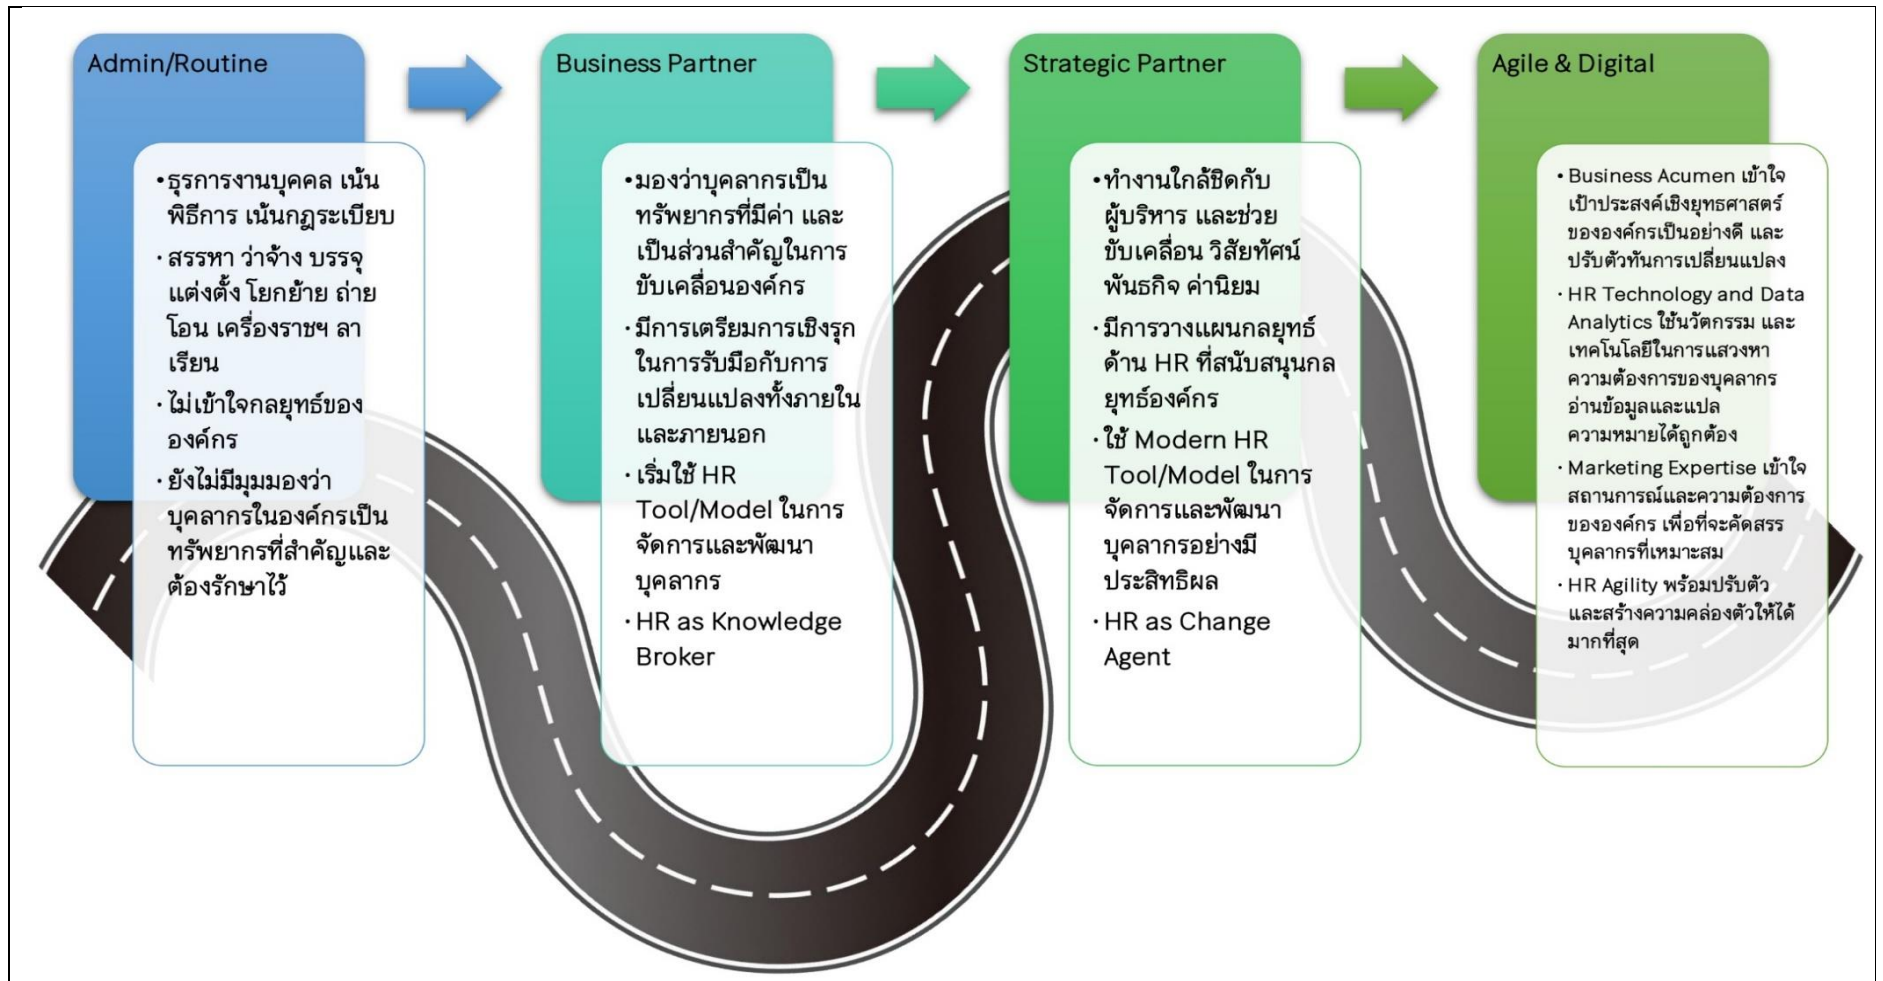 Admin/Routine
•ธุรการงานบุคคล เน้น
พิธีการ เน้นกฎระเบียบ
· สรรหา ว่าจ้าง บรรจุ
แต่งตั้ง โยกย้าย ถ่าย
โอน เครื่องราชฯ ลา
เรียน
· ไม่เข้าใจกลยุทธ์ของ
องค์กร
· ยังไม่มีมุมมองว่า
บุคลากรในองค์กรเป็น
ทรัพยากรที่สำคัญและ
ต้องรักษาไว้
Business Partner
•มองว่าบุคลากรเป็น
ทรัพยากรที่มีค่า และ
เป็นส่วนสำคัญในการ
ขับเคลื่อนองค์กร
· มีการเตรียมการเชิงรุก
ในการรับมือกับการ
เปลี่ยนแปลงทั้งภายใน
และภายนอก
· เริ่มใช้ HR
Tool/Model ในการ
จัดการและพัฒนา
บุคลากร
· HR as Knowledge
Broker
Strategic Partner
•ทำงานใกล้ชิดกับ
ผู้บริหาร และช่วย
ขับเคลื่อน วิสัยทัศน์
พันธกิจ ค่านิยม
· มีการวางแผนกลยุทธ์
ด้าน HR ที่สนับสนุนกล
ยุทธ์องค์กร
· ใช้ Modern HR
Tool/Model ในการ
จัดการและพัฒนา
บุคลากรอย่างมี
ประสิทธิผล
· HR as Change
Agent
Agile & Digital
• Business Acumen เข้าใจ
เป้าประสงค์เชิงยุทธศาสตร์
ขององค์กรเป็นอย่างดี และ
ปรับตัวทันการเปลี่ยนแปลง
· HR Technology and Data
Analytics ใช้นวัตกรรม และ
เทคโนโลยีในการแสวงหา
ความต้องการของบุคลากร
อ่านข้อมูลและแปล
ความหมายได้ถูกต้อง
· Marketing Expertise เข้าใจ
สถานการณ์และความต้องการ
ขององค์กร เพื่อที่จะคัดสรร
บุคลากรที่เหมาะสม
· HR Agility พร้อมปรับตัว
และสร้างความคล่องตัวให้ได้
มากที่สุด